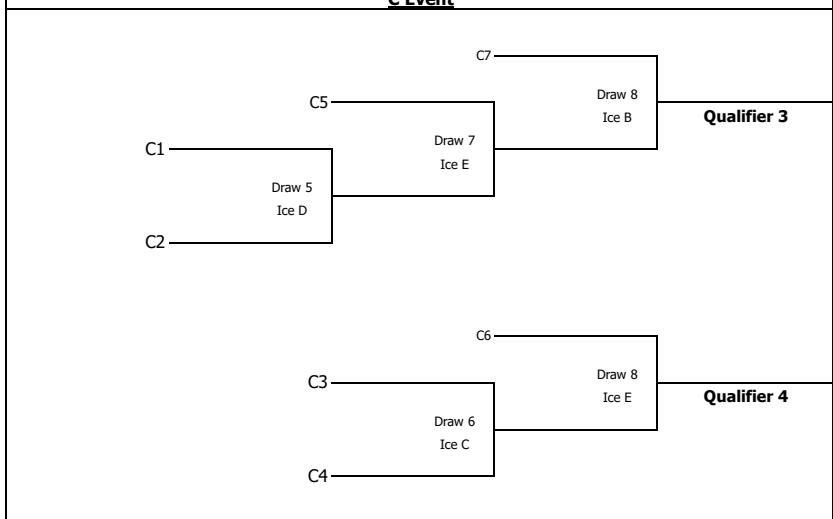 C Event
C7
Draw 8
Ice B
Qualifier 3
C5
Draw 7
Ice E
C1
Draw 5
Ice D
C2
C6
Draw 8
Ice E
Qualifier 4
C3
Draw 6
Ice C
C4